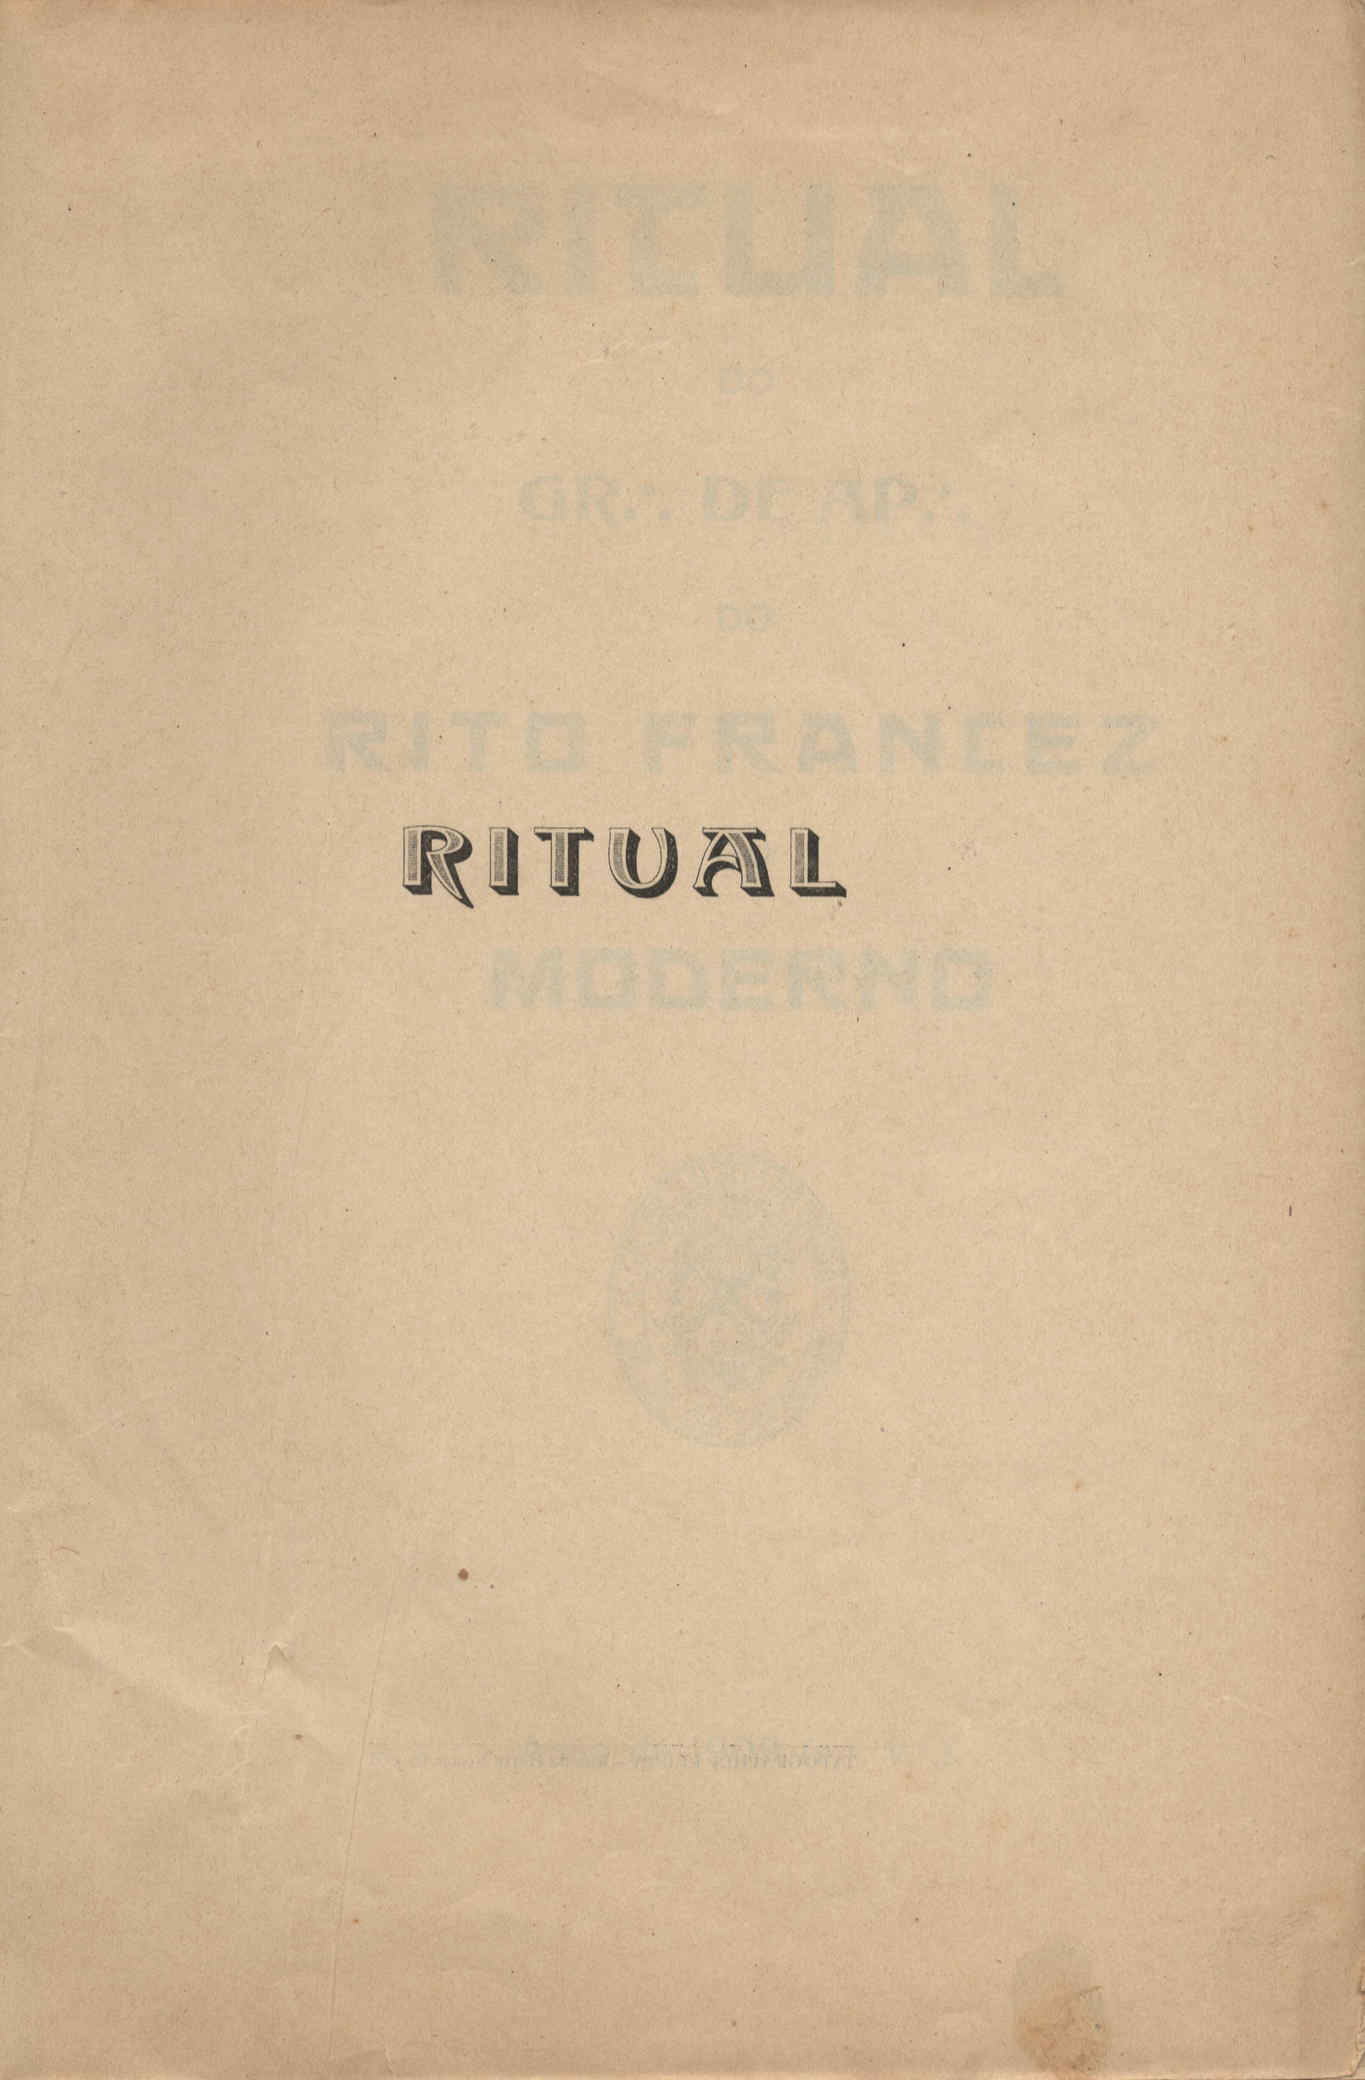 RITUAL
DO
GR∴ DE AP∴
DO
RITO FRANCEZ
RITUAL
MODERNO